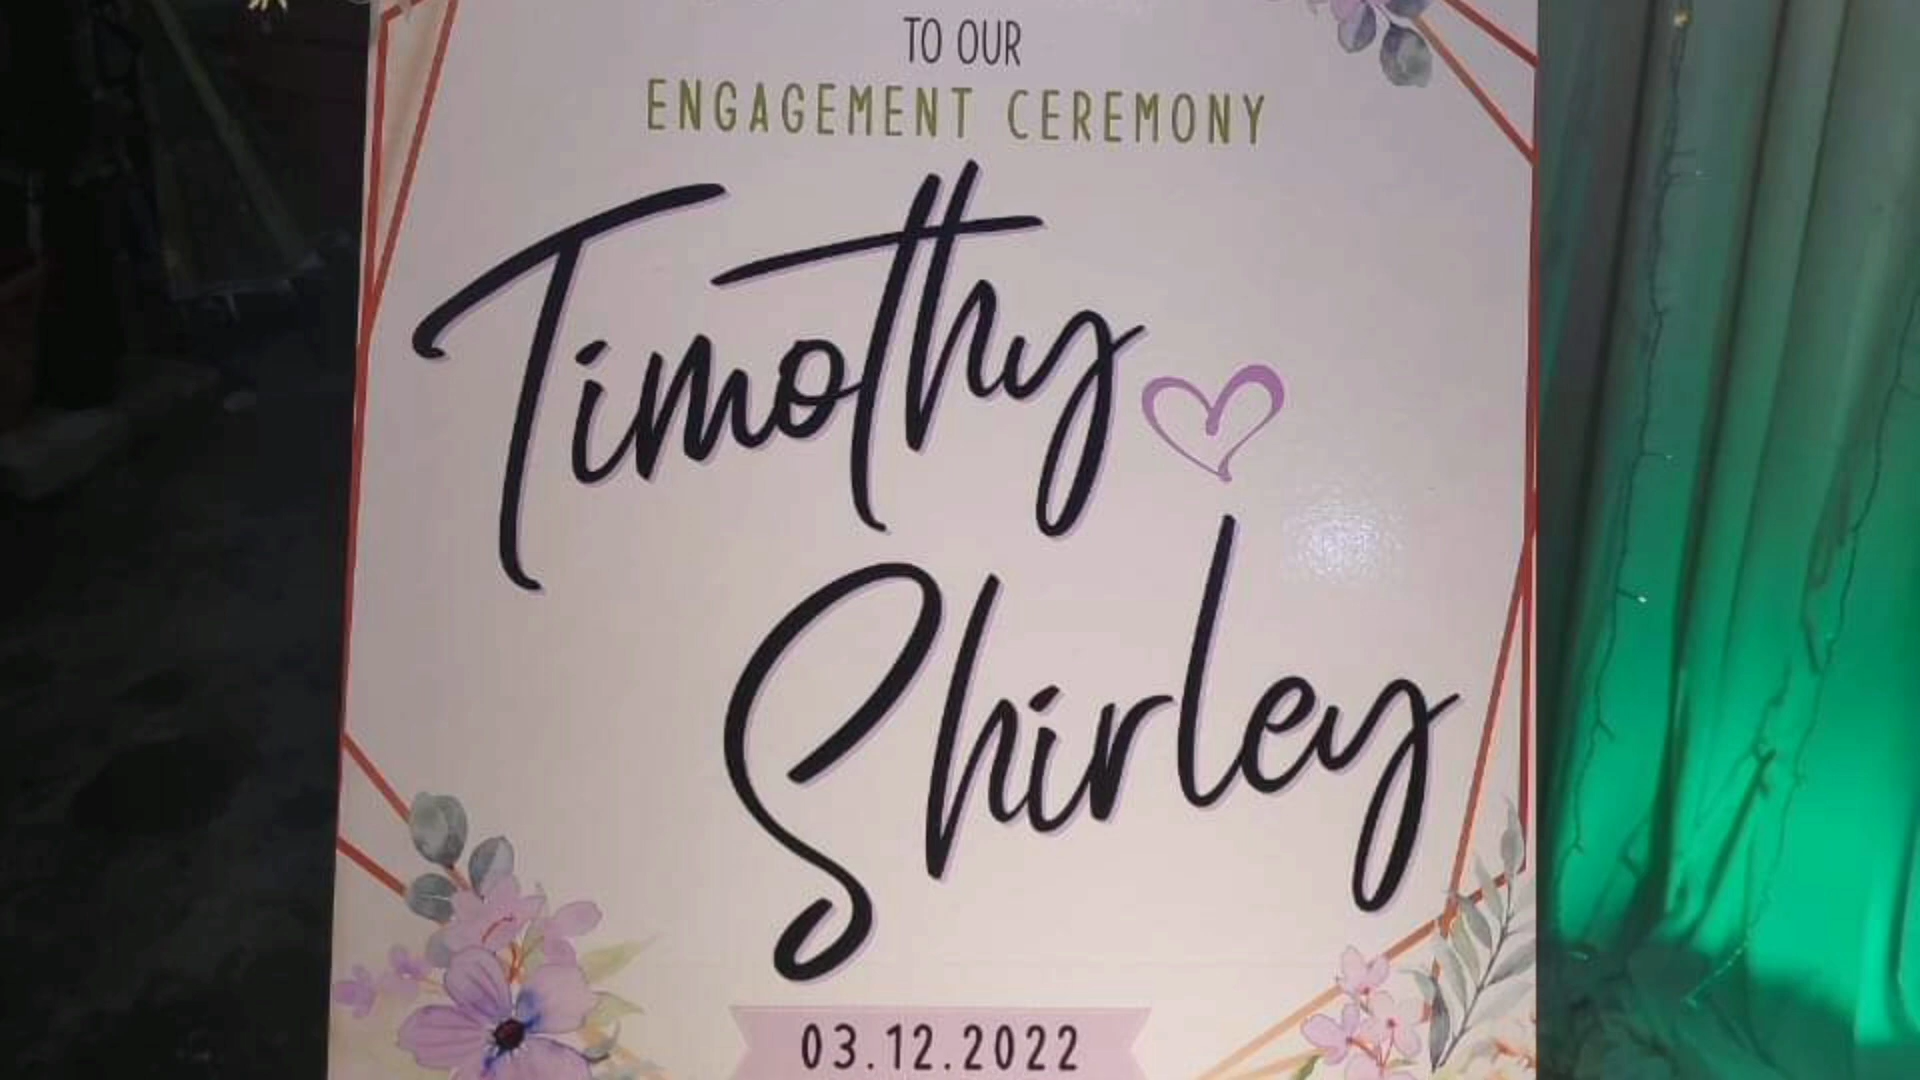 TO OUR
ENGAGEMENT CEREMONY
Timothy
Shirley
03.12.2022